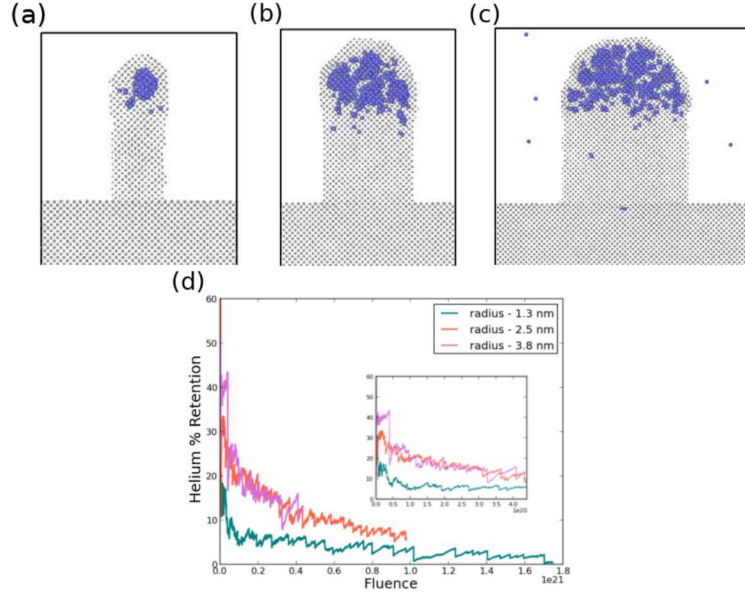 (a)
(b)
(c)
(d)
60
50
40
30
20
10
0
Helium % Retention
radius - 1.3 nm
radius - 2.5 nm
radius - 3.8 nm
60
50
40
30
20
10
0
0.0 0.5 1.0 1.5 2.0 2.5 3.0 3.5 4.0
1e20
0.0 0.2 0.4 0.6 0.8 1.0 1.2 1.4 1.6 1.8
1e21
Fluence